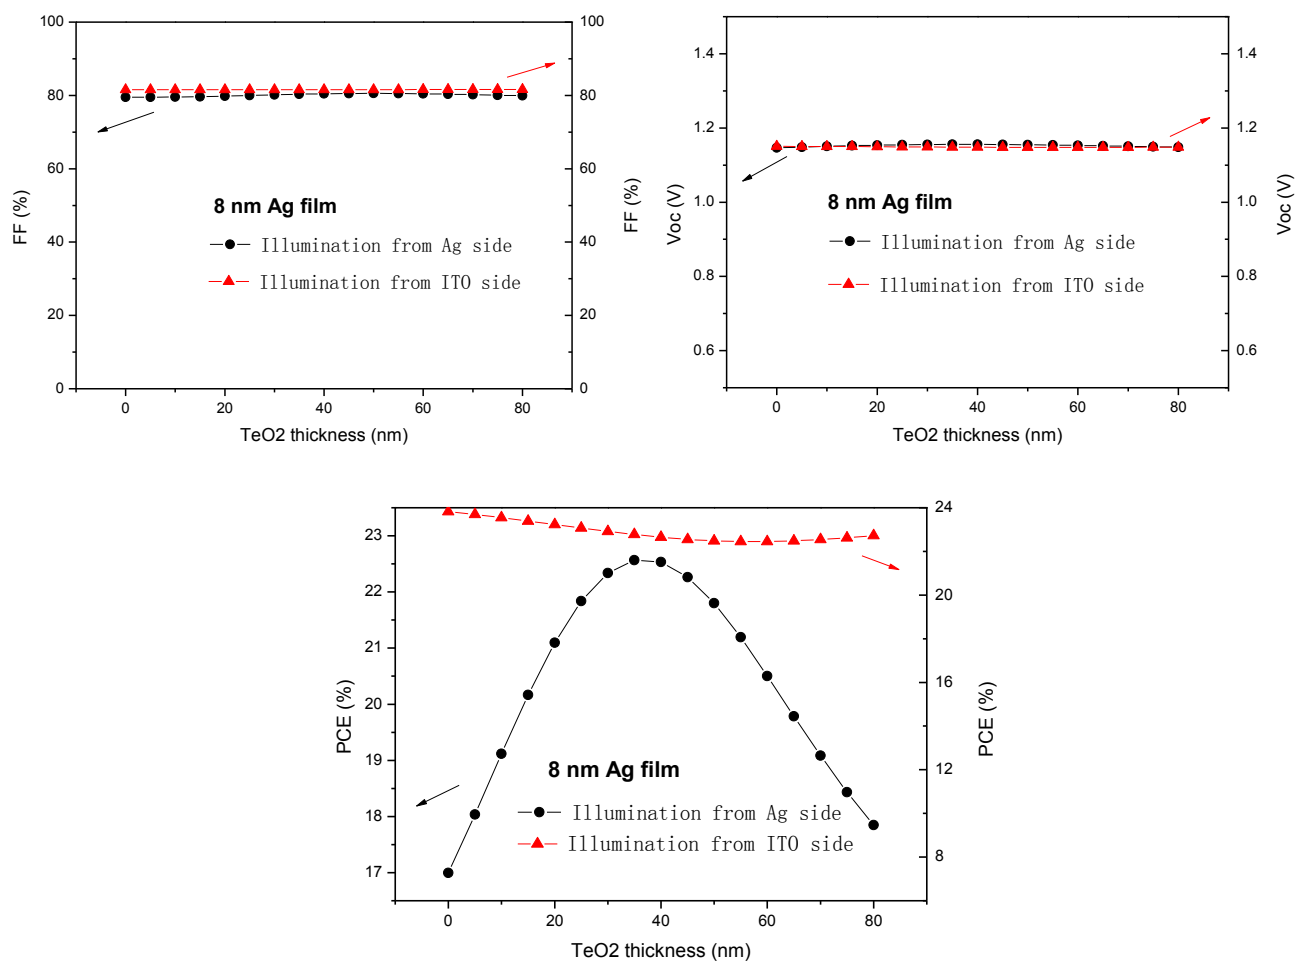 100
80
60
40
20
0
FF (%)
100
80
60
40
20
0
FF (%)
8 nm Ag film
Illumination from Ag side
Illumination from ITO side
0 20 40 60 80
TeO2 thickness (nm)
1.4
1.2
1.0
0.8
0.6
Voc (V)
1.4
1.2
1.0
0.8
0.6
Voc (V)
8 nm Ag film
Illumination from Ag side
Illumination from ITO side
0 20 40 60 80
TeO2 thickness (nm)
23
22
21
20
19
18
17
PCE (%)
24
20
16
12
8
PCE (%)
8 nm Ag film
Illumination from Ag side
Illumination from ITO side
0 20 40 60 80
TeO2 thickness (nm)